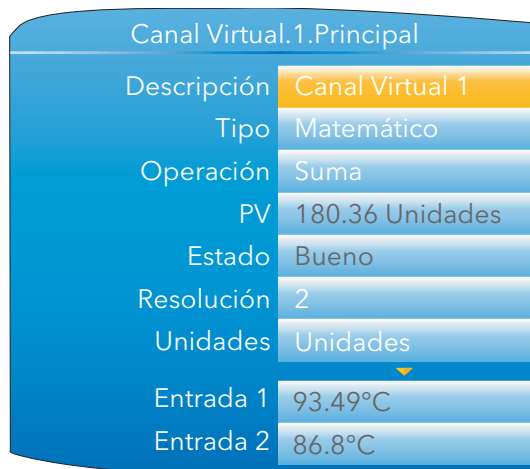 Canal Virtual.1.Principal
Descripción Canal Virtual 1
Tipo Matemático
Operación Suma
PV 180.36 Unidades
Estado Bueno
Resolución 2
Unidades Unidades
Entrada 1 93.49°C
Entrada 2 86.8°C